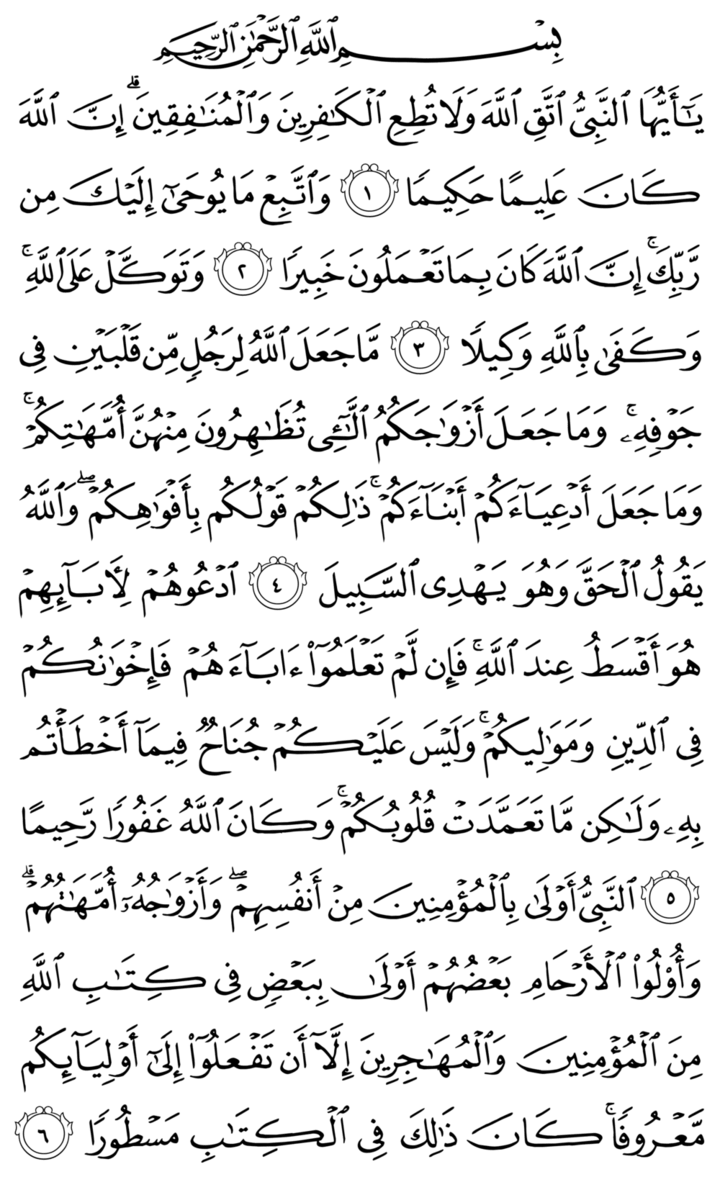 بِسْمِ ٱللَّهِ ٱلرَّحْمَٰنِ ٱلرَّحِيمِ
يَـٰٓأَيُّهَا ٱلنَّبِيُّ ٱتَّقِ ٱللَّهَ وَلَا تُطِعِ ٱلْكَـٰفِرِينَ وَٱلْمُنَـٰفِقِينَ ۗ إِنَّ ٱللَّهَ
كَانَ عَلِيمًا حَكِيمًا ١ وَٱتَّبِعْ مَا يُوحَىٰٓ إِلَيْكَ مِن
رَّبِّكَ ۚ إِنَّ ٱللَّهَ كَانَ بِمَا تَعْمَلُونَ خَبِيرًا ٢ وَتَوَكَّلْ عَلَى ٱللَّهِ ۚ
وَكَفَىٰ بِٱللَّهِ وَكِيلًا ٣ مَّا جَعَلَ ٱللَّهُ لِرَجُلٍ مِّن قَلْبَيْنِ فِي
جَوْفِهِۦ ۚ وَمَا جَعَلَ أَزْوَٰجَكُمُ ٱلَّـٰٓـِٔي تُظَـٰهِرُونَ مِنْهُنَّ أُمَّهَـٰتِكُمْ ۚ
وَمَا جَعَلَ أَدْعِيَآءَكُمْ أَبْنَآءَكُمْ ۚ ذَٰلِكُمْ قَوْلُكُم بِأَفْوَٰهِكُمْ ۖ وَٱللَّهُ
يَقُولُ ٱلْحَقَّ وَهُوَ يَهْدِي ٱلسَّبِيلَ ٤ ٱدْعُوهُمْ لِـَٔابَآئِهِمْ
هُوَ أَقْسَطُ عِندَ ٱللَّهِ ۚ فَإِن لَّمْ تَعْلَمُوٓا۟ ءَابَآءَهُمْ فَإِخْوَٰنُكُمْ
فِي ٱلدِّينِ وَمَوَٰلِيكُمْ ۚ وَلَيْسَ عَلَيْكُمْ جُنَاحٌ فِيمَآ أَخْطَأْتُم
بِهِۦ وَلَـٰكِن مَّا تَعَمَّدَتْ قُلُوبُكُمْ ۚ وَكَانَ ٱللَّهُ غَفُورًا رَّحِيمًا
٥ ٱلنَّبِيُّ أَوْلَىٰ بِٱلْمُؤْمِنِينَ مِنْ أَنفُسِهِمْ ۖ وَأَزْوَٰجُهُۥٓ أُمَّهَـٰتُهُمْ ۗ
وَأُو۟لُوا۟ ٱلْأَرْحَامِ بَعْضُهُمْ أَوْلَىٰ بِبَعْضٍ فِي كِتَـٰبِ ٱللَّهِ
مِنَ ٱلْمُؤْمِنِينَ وَٱلْمُهَـٰجِرِينَ إِلَّآ أَن تَفْعَلُوٓا۟ إِلَىٰٓ أَوْلِيَآئِكُم
مَّعْرُوفًا ۚ كَانَ ذَٰلِكَ فِي ٱلْكِتَـٰبِ مَسْطُورًا ٦